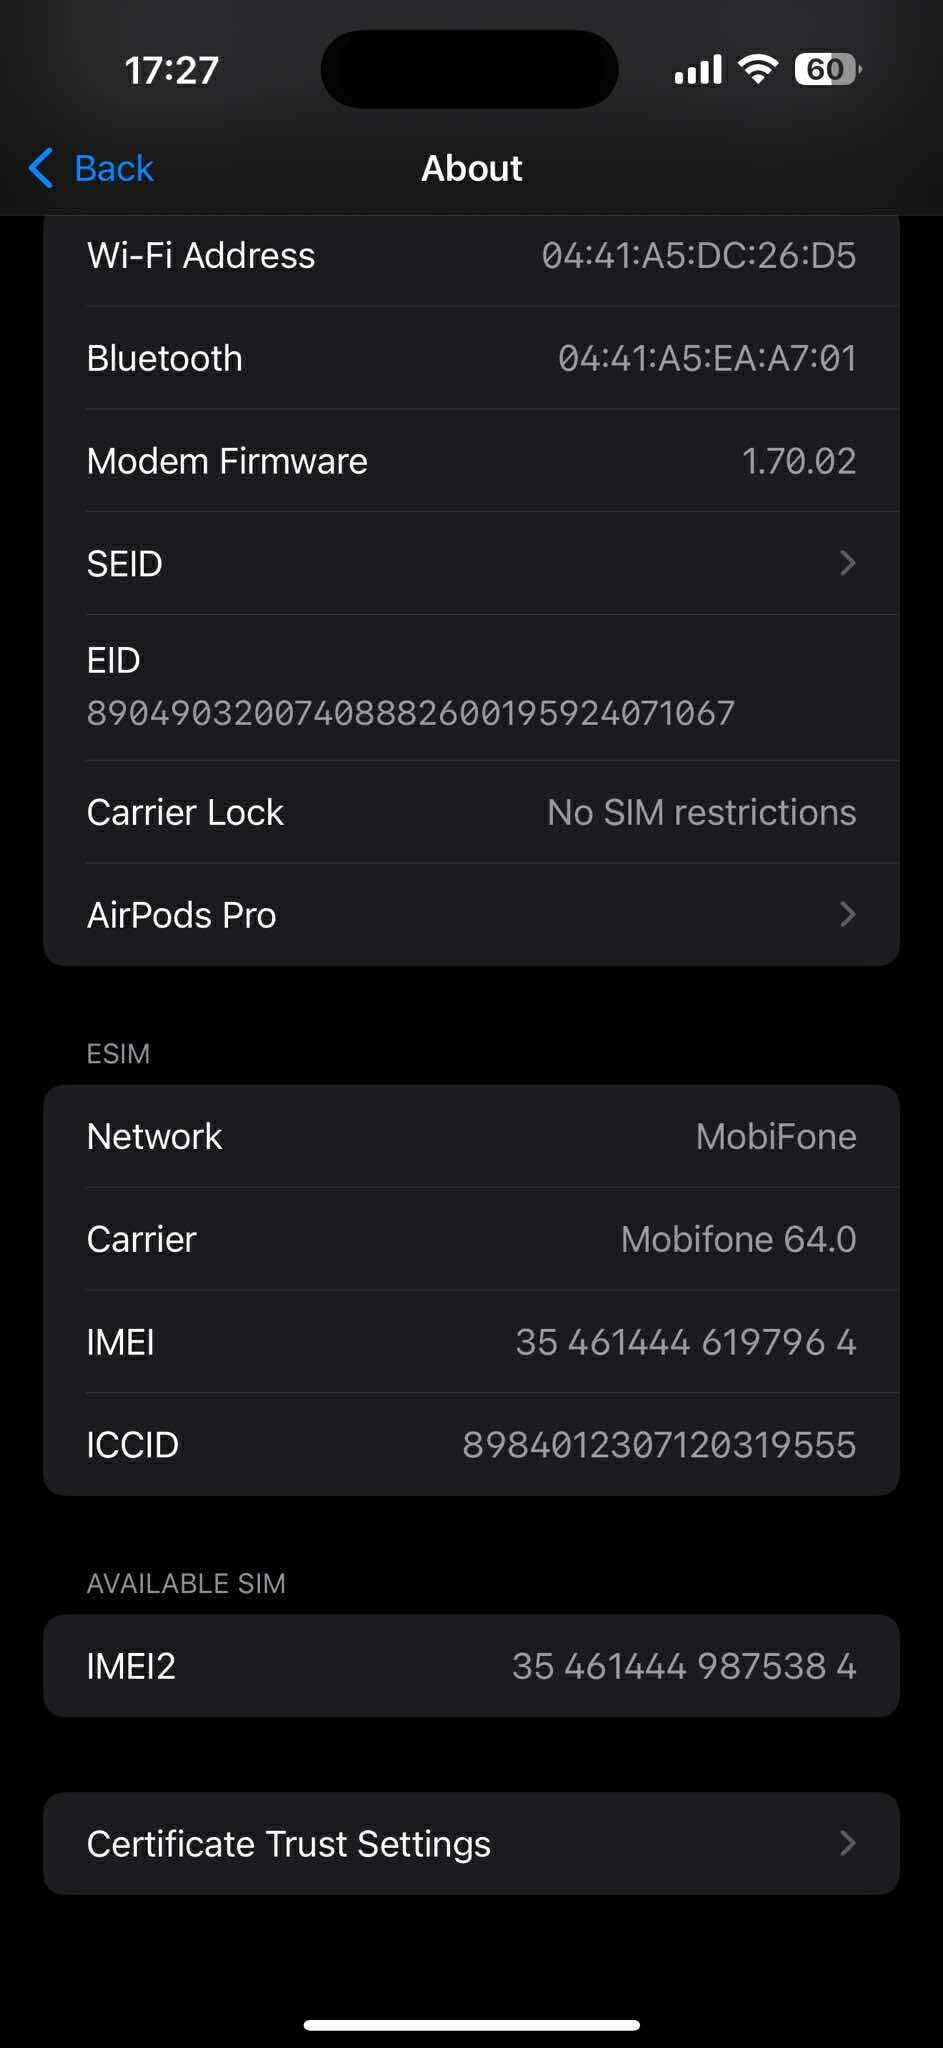 17:27
60
Back
About
Wi-Fi Address 04:41:A5:DC:26:D5
Bluetooth 04:41:A5:EA:A7:01
Modem Firmware 1.70.02
SEID
EID
89049032007408882600195924071067
Carrier Lock No SIM restrictions
AirPods Pro
ESIM
Network MobiFone
Carrier Mobifone 64.0
IMEI 35 461444 619796 4
ICCID 8984012307120319555
AVAILABLE SIM
IMEI2 35 461444 987538 4
Certificate Trust Settings